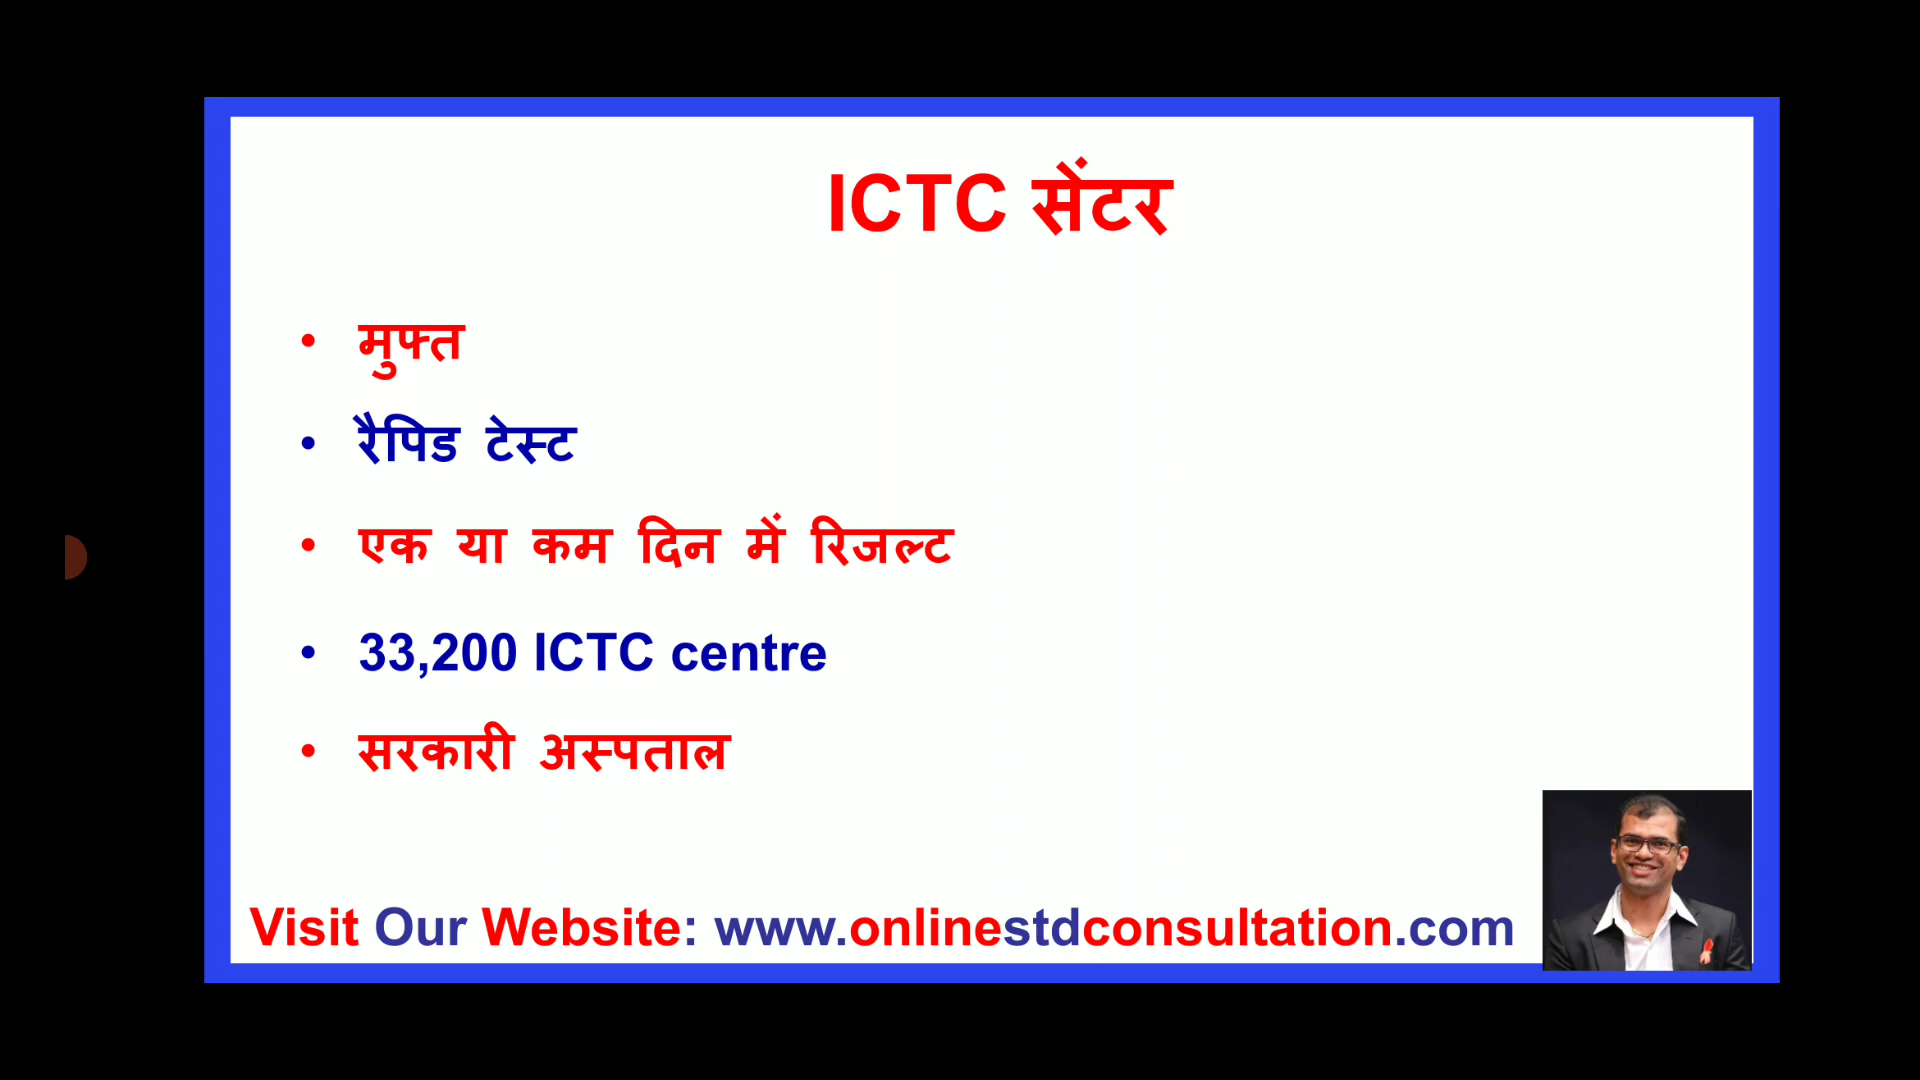 ICTC सेंटर
• मुफ्त
• रैपिड टेस्ट
• एक या कम दिन में रिजल्ट
• 33,200 ICTC centre
• सरकारी अस्पताल
Visit Our Website: www.onlinestdconsultation.com